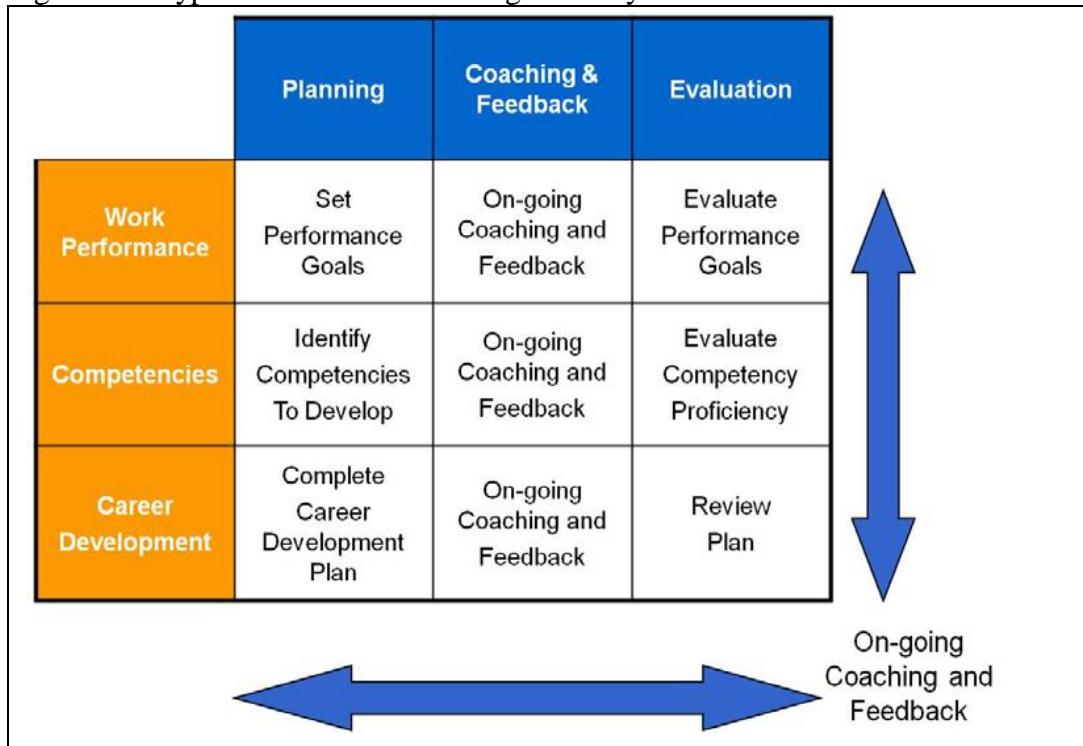 Planning
Coaching &
Feedback
Evaluation
Work
Performance
Set
Performance
Goals
On-going
Coaching and
Feedback
Evaluate
Performance
Goals
Competencies
Identify
Competencies
To Develop
On-going
Coaching and
Feedback
Evaluate
Competency
Proficiency
Career
Development
Complete
Career
Development
Plan
On-going
Coaching and
Feedback
Review
Plan
On-going
Coaching and
Feedback